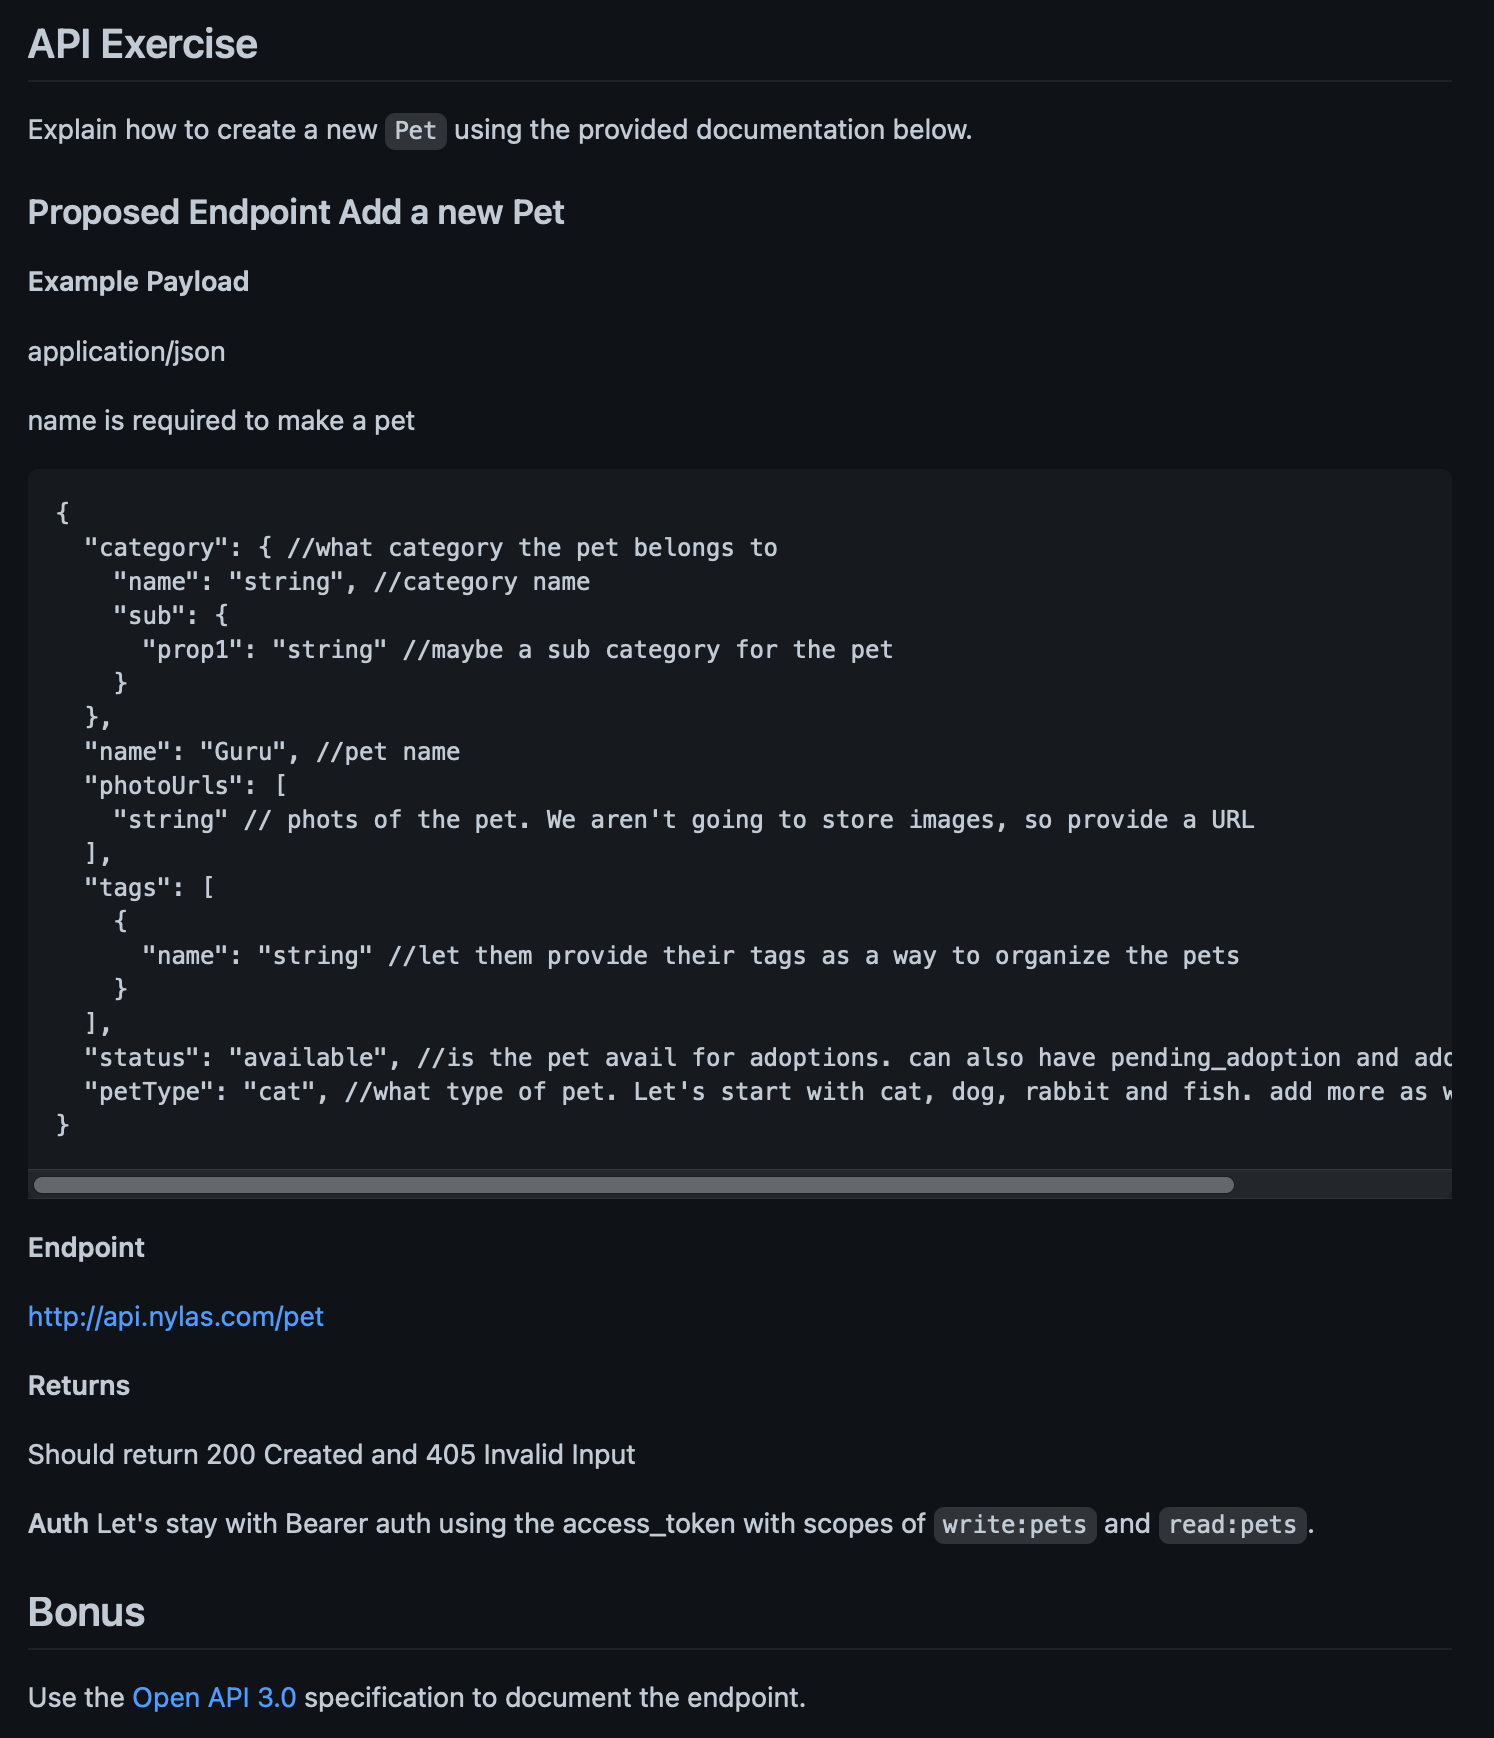 API Exercise
Explain how to create a new Pet using the provided documentation below.
Proposed Endpoint Add a new Pet
Example Payload
application/json
name is required to make a pet
{
"category": { //what category the pet belongs to
"name": "string", //category name
"sub": {
"prop1": "string" //maybe a sub category for the pet
}
},
"name": "Guru", //pet name
"photoUrls": [
"string" // phots of the pet. We aren't going to store images, so provide a URL
],
"tags": [
{
"name": "string" //let them provide their tags as a way to organize the pets
}
],
"status": "available", //is the pet avail for adoptions. can also have pending_adoption and
"petType": "cat", //what type of pet. Let's start with cat, dog, rabbit and fish. add more as
}
Endpoint
http://api.nylas.com/pet
Returns
Should return 200 Created and 405 Invalid Input
Auth Let's stay with Bearer auth using the access_token with scopes of write:pets and read:pets.
Bonus
Use the Open API 3.0 specification to document the endpoint.